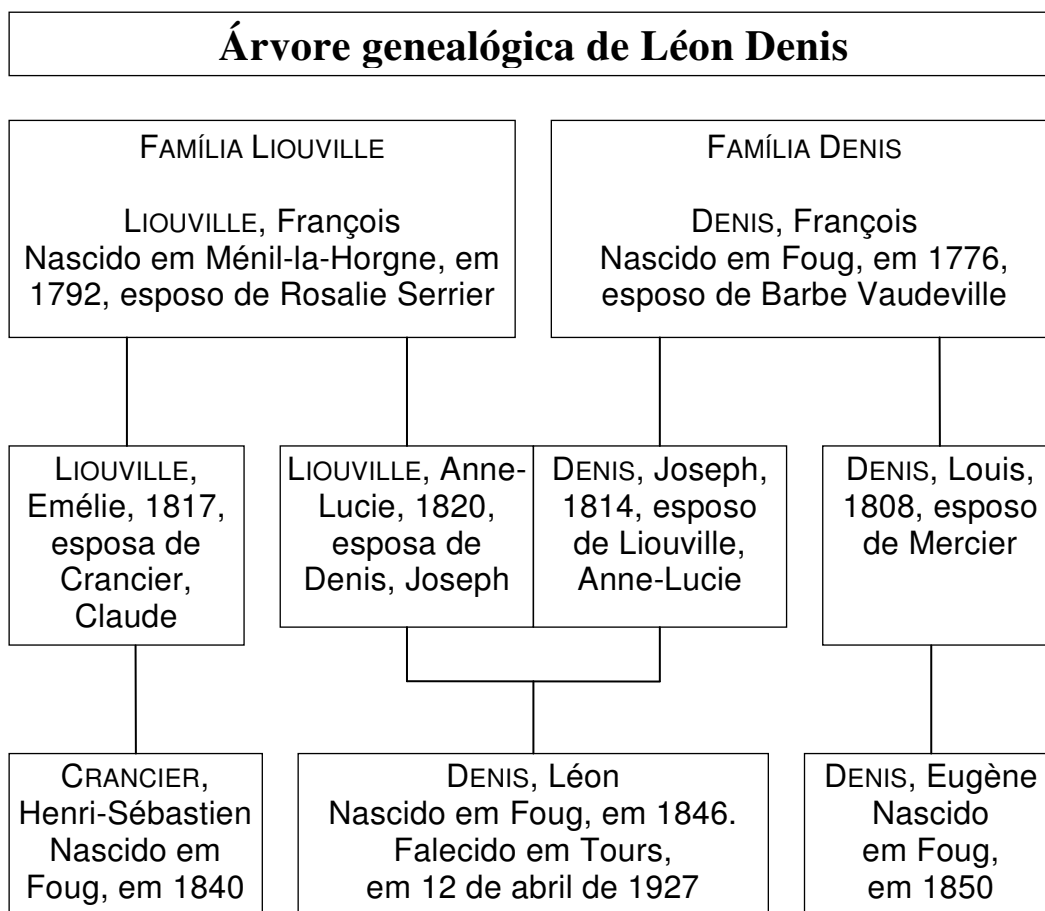 Árvore genealógica de Léon Denis
FAMÍLIA LIOUVILLE
LIOUVILLE, François
Nascido em Ménil-la-Horgne, em
1792, esposo de Rosalie Serrier
FAMÍLIA DENIS
DENIS, François
Nascido em Foug, em 1776,
esposo de Barbe Vaudeville
LIOUVILLE,
Emélie, 1817,
esposa de
Crancier,
Claude
LIOUVILLE, Anne-
Lucie, 1820,
esposa de
Denis, Joseph
DENIS, Joseph,
1814, esposo
de Liouville,
Anne-Lucie
DENIS, Louis,
1808, esposo
de Mercier
CRANCIER,
Henri-Sébastien
Nascido em
Foug, em 1840
DENIS, Léon
Nascido em Foug, em 1846.
Falecido em Tours,
em 12 de abril de 1927
DENIS, Eugène
Nascido
em Foug,
em 1850